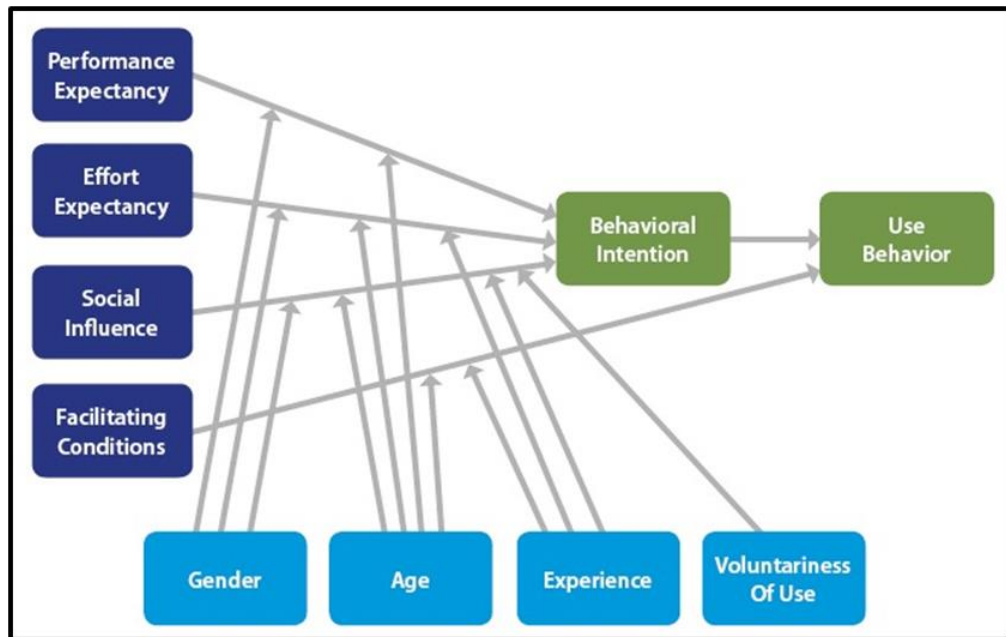 Performance
Expectancy
Effort
Expectancy
Behavioral
Intention
Use
Behavior
Social
Influence
Facilitating
Conditions
Gender
Age
Experience
Voluntariness
Of Use